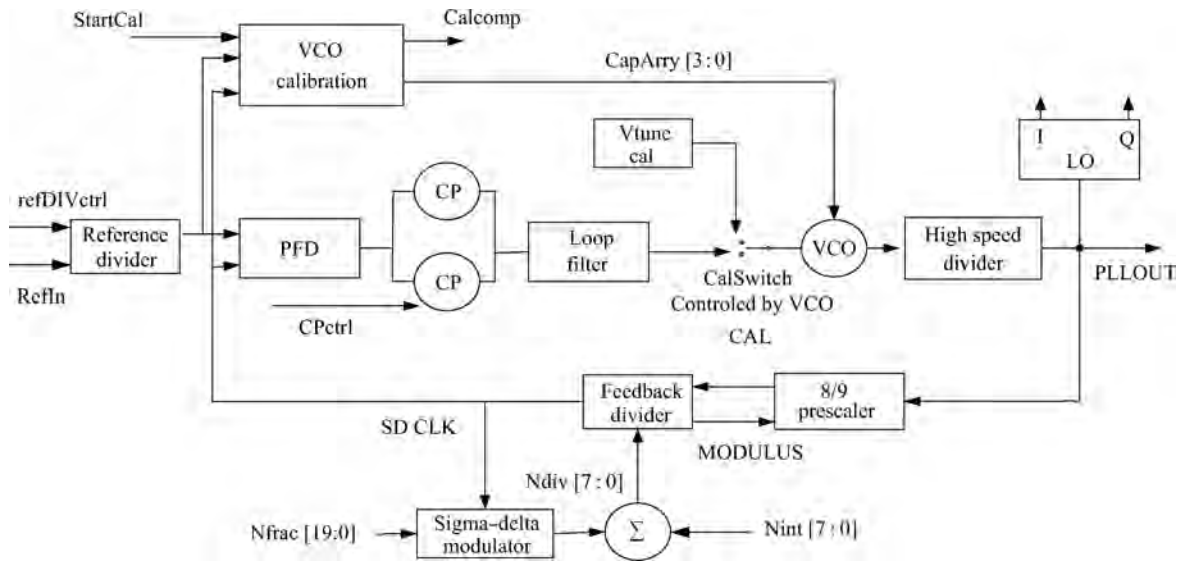 StartCal
Calcomp
VCO
calibration
CapArry [3 : 0]
Vtune
cal
I Q
LO
refDIVctrl
Reference
divider
RefIn
PFD
CP
CP
CPctrl
Loop
filter
CalSwitch
Controled by VCO
CAL
VCO
High speed
divider
PLLOUT
Feedback
divider
8/9
prescaler
SD CLK
MODULUS
Ndiv [7 : 0]
Nfrac [19:0]
Sigma-delta
modulator
Σ
Nint [7 : 0]